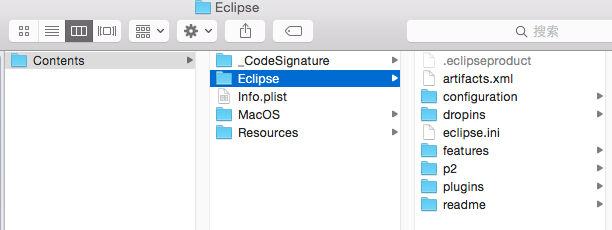 Eclipse
搜索
Contents
_CodeSignature
Eclipse
Info.plist
MacOS
Resources
.eclipseproduct
artifacts.xml
configuration
dropins
eclipse.ini
features
p2
plugins
readme